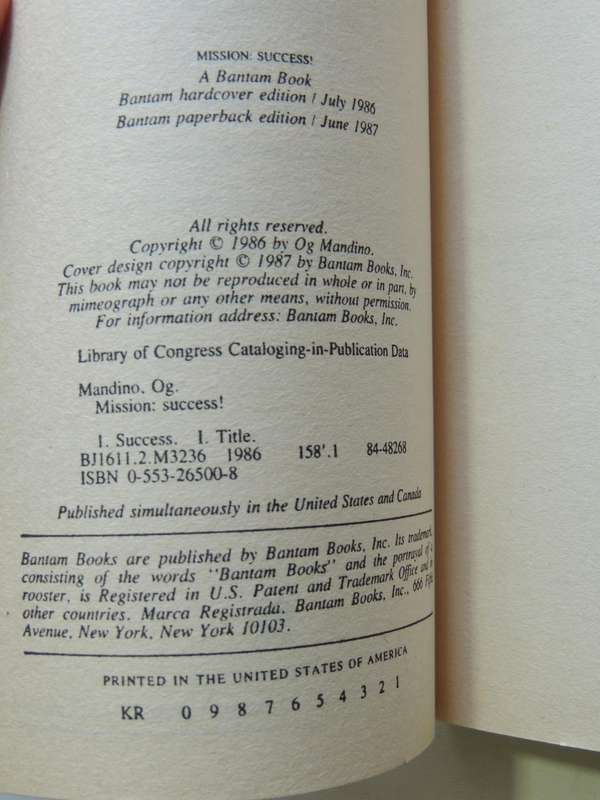 MISSION: SUCCESS!
A Bantam Book
Bantam hardcover edition / July 1986
Bantam paperback edition / June 1987
All rights reserved.
Copyright © 1986 by Og Mandino.
Cover design copyright © 1987 by Bantam Books, Inc.
This book may not be reproduced in whole or in part, by
mimeograph or any other means, without permission.
For information address: Bantam Books, Inc.
Library of Congress Cataloging-in-Publication Data
Mandino, Og.
Mission: success!
1. Success. I. Title.
BJ1611.2.M3236 1986 158'.1 84-48268
ISBN 0-553-26500-8
Published simultaneously in the United States and Canada
Bantam Books are published by Bantam Books, Inc. Its trademark,
consisting of the words "Bantam Books" and the portrayal of a
rooster, is Registered in U.S. Patent and Trademark Office and in
other countries. Marca Registrada. Bantam Books, Inc., 666 Fifth
Avenue, New York, New York 10103.
PRINTED IN THE UNITED STATES OF AMERICA
KR 0 9 8 7 6 5 4 3 2 1